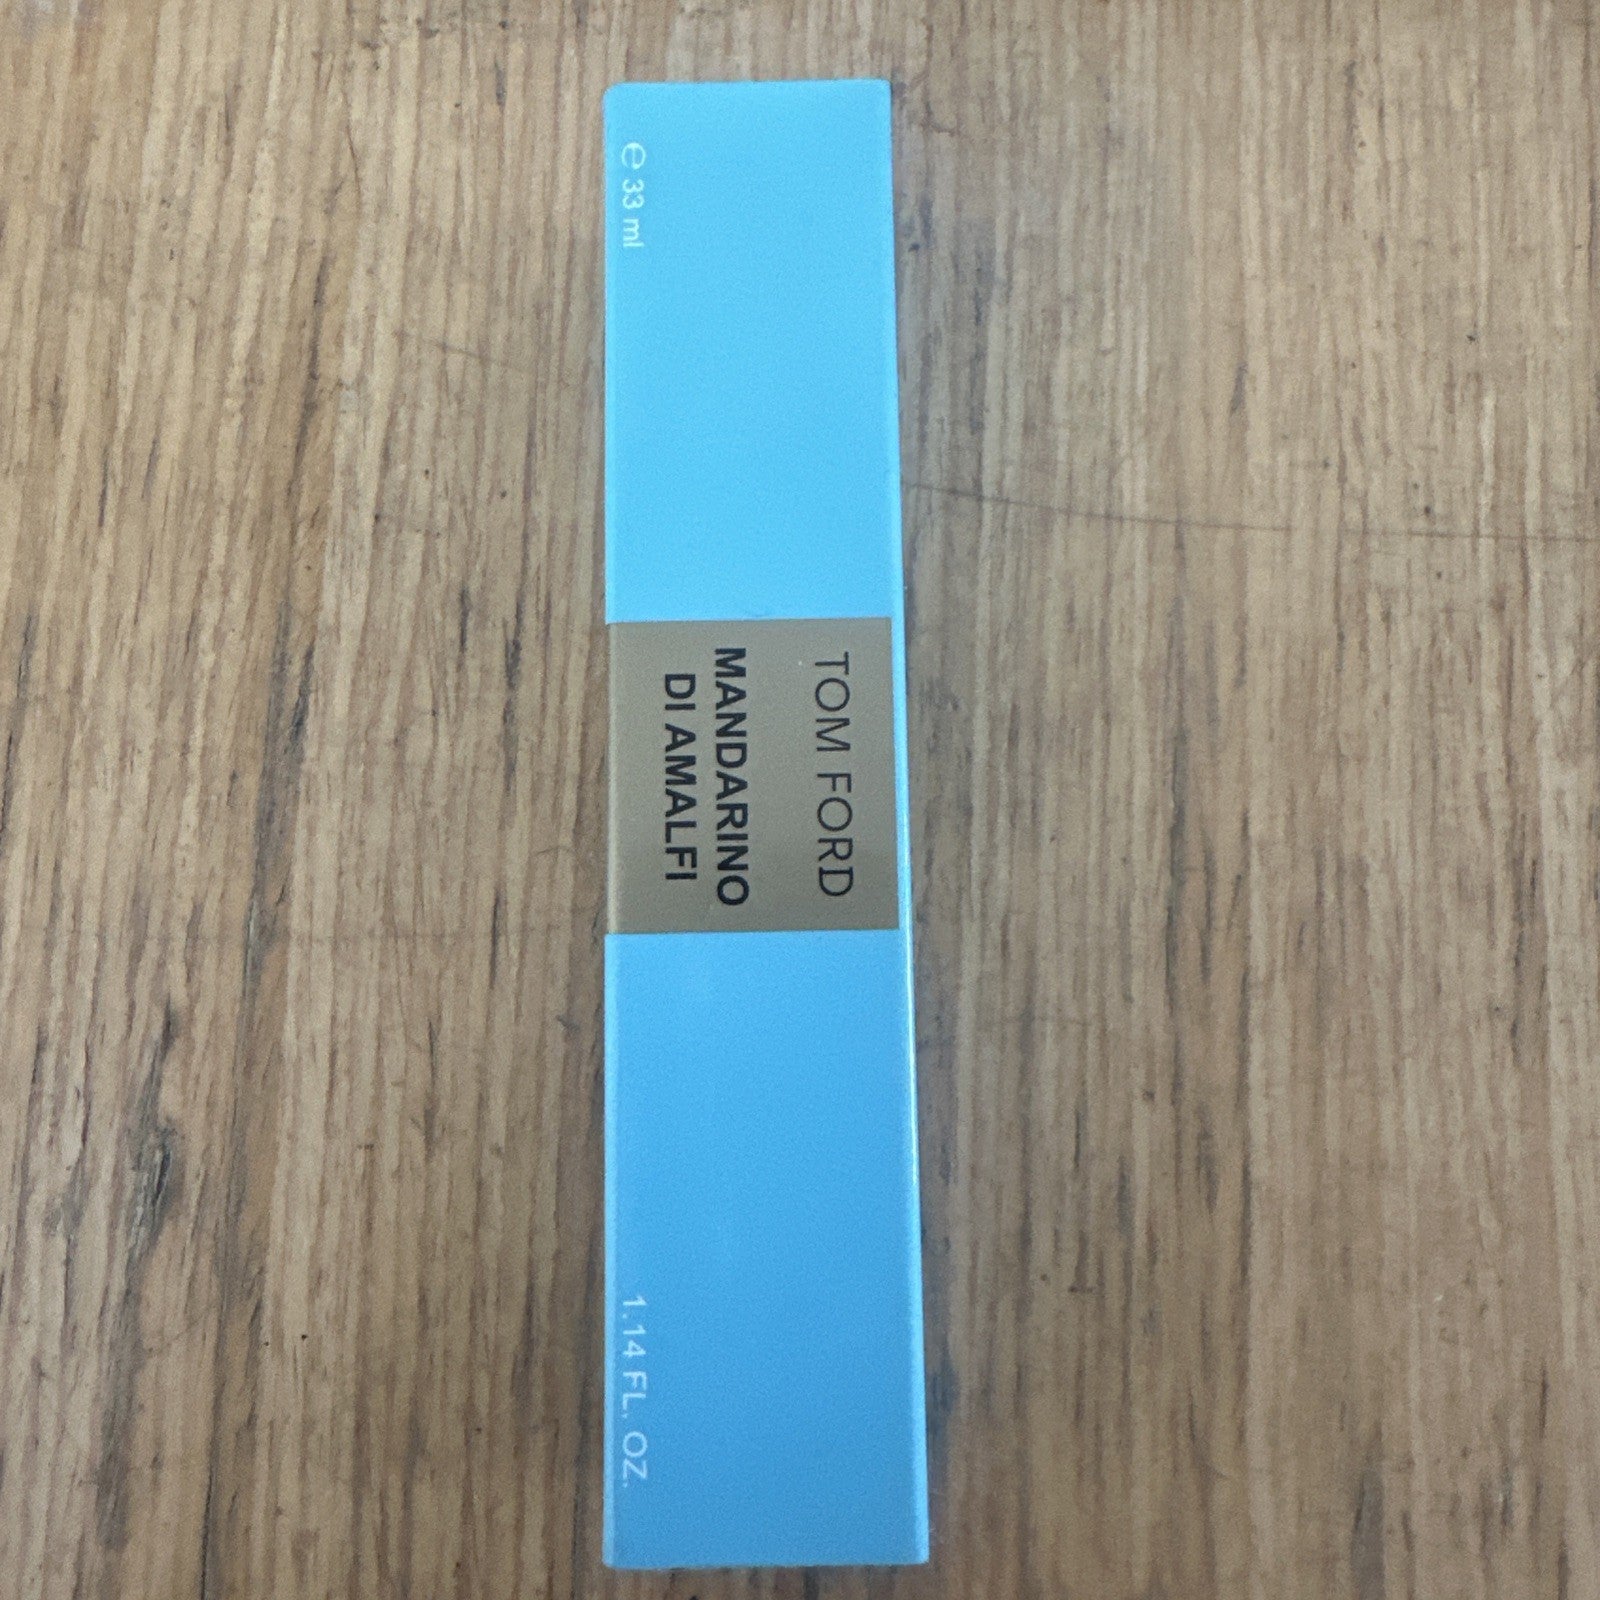 ℮ 33 ml
TOM FORD
MANDARINO
DI AMALFI
1.14 FL. OZ.